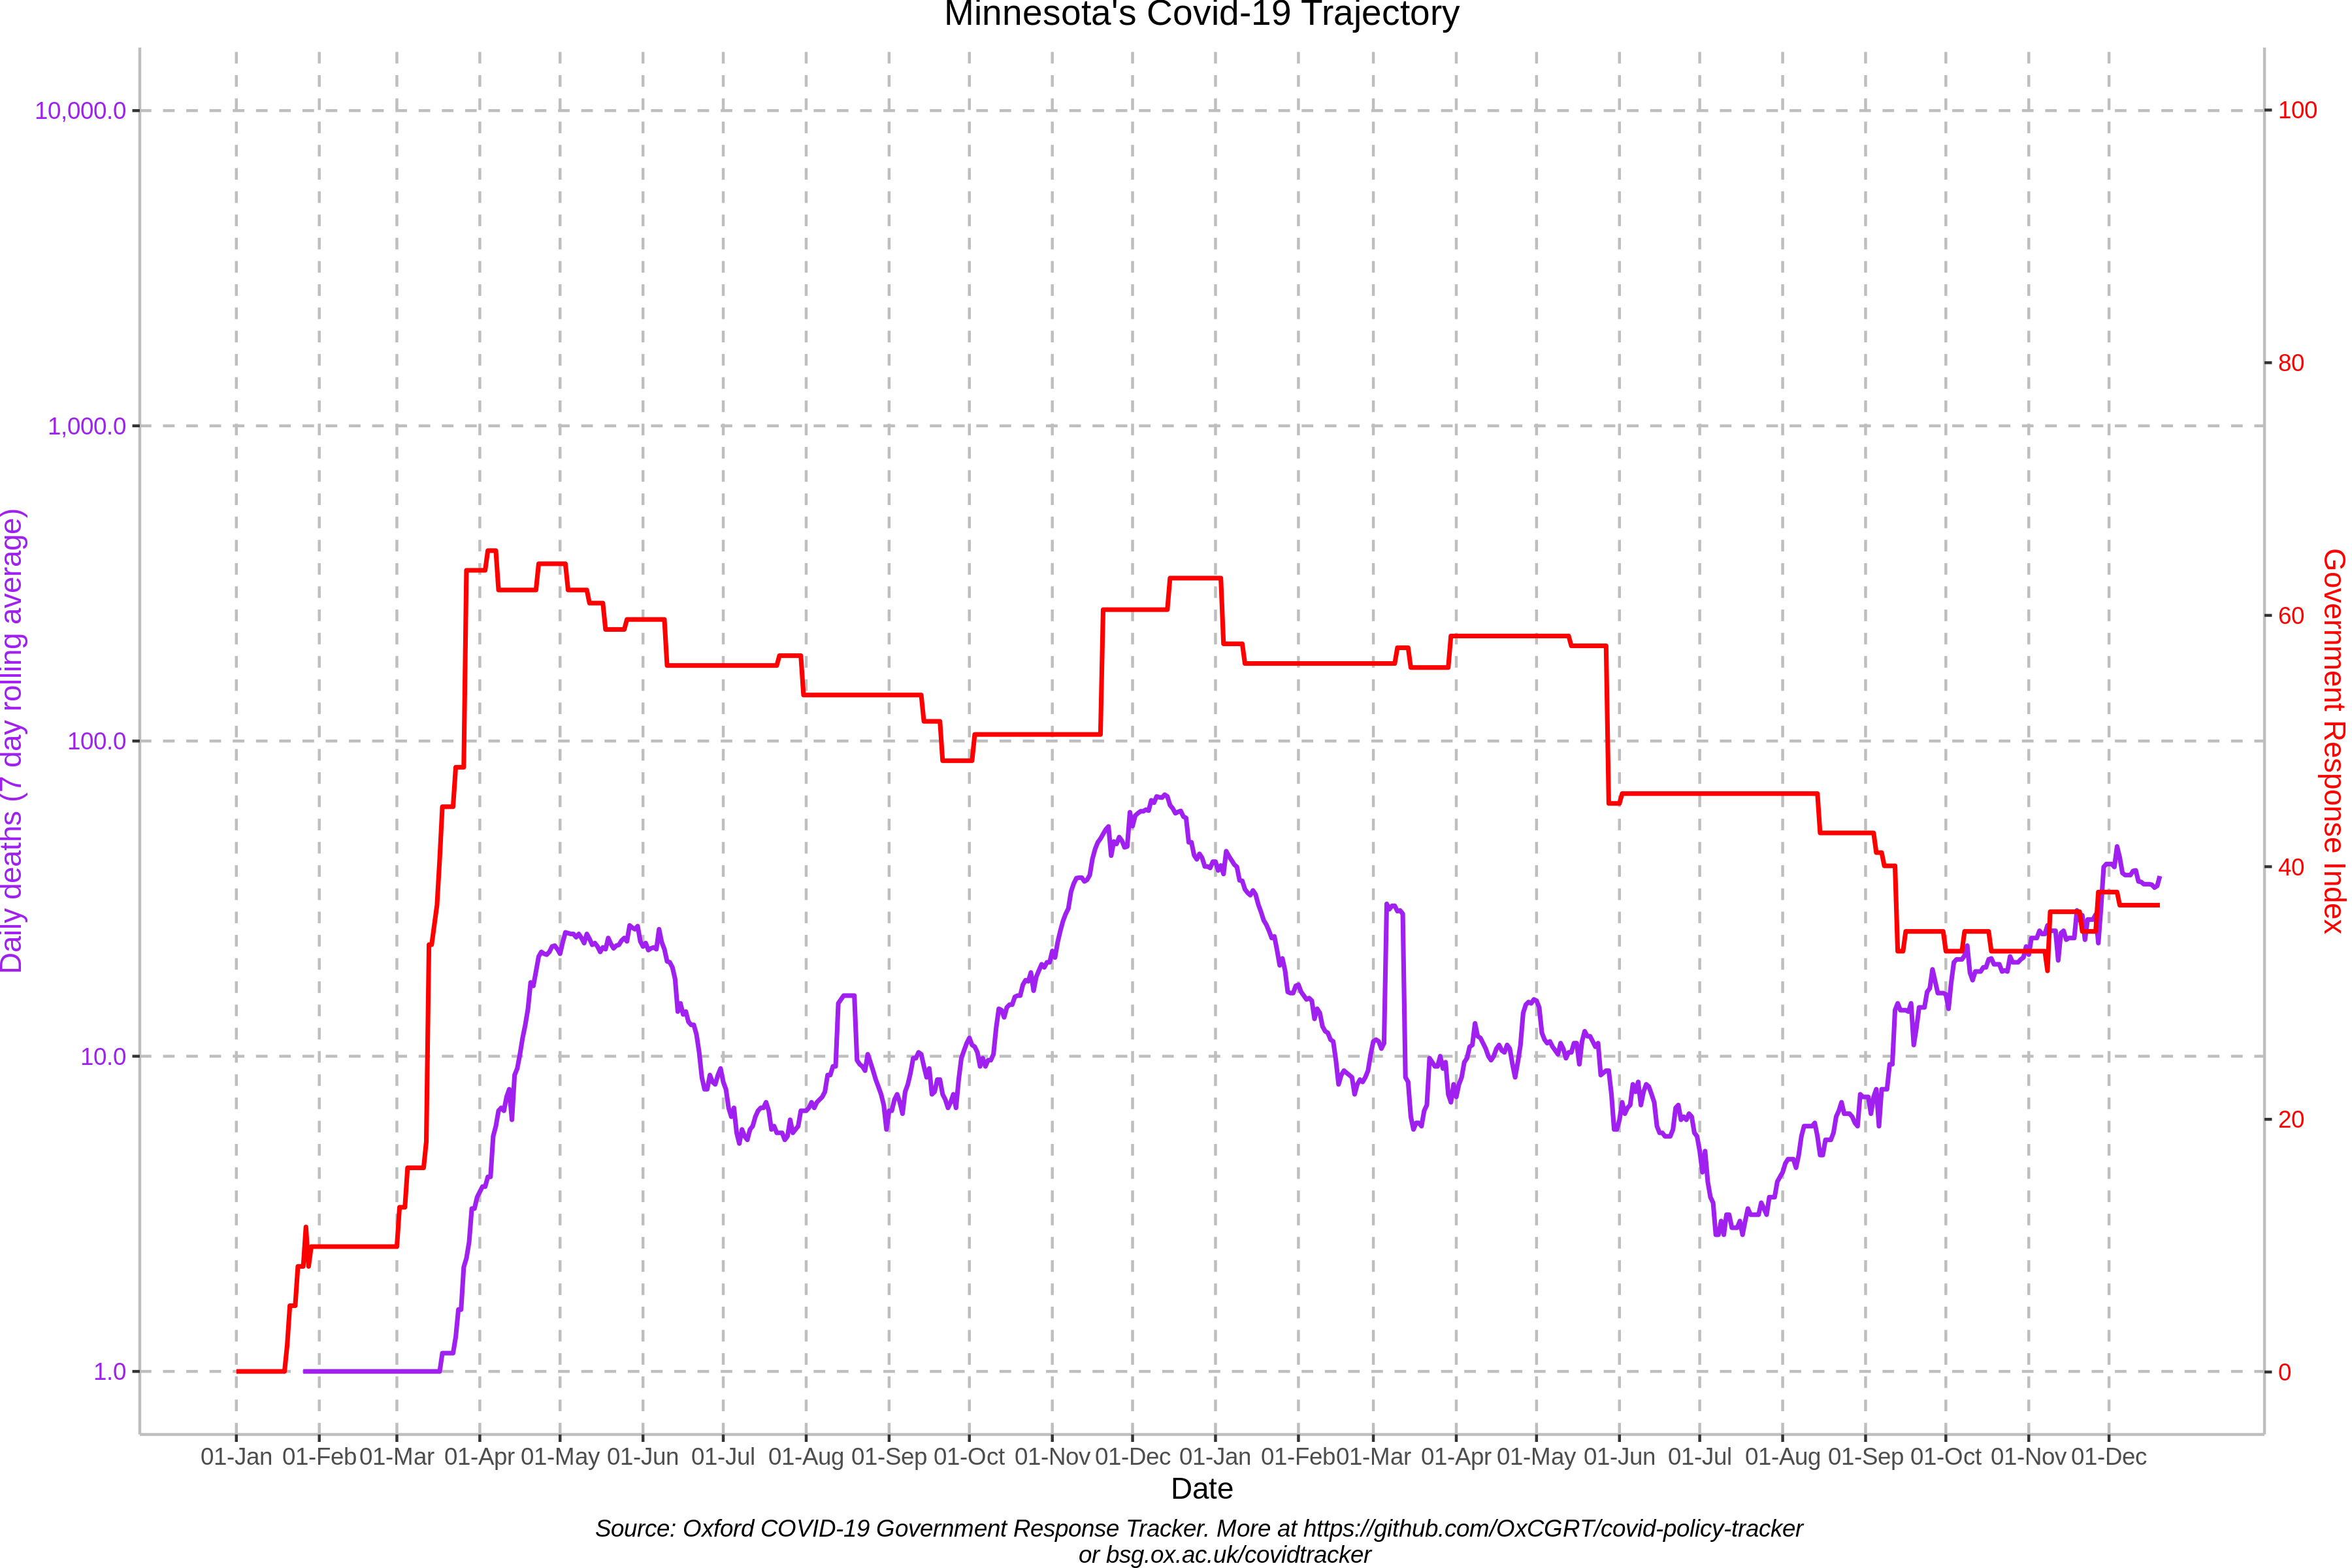 Minnesota's Covid-19 Trajectory
10,000.0
1,000.0
100.0
10.0
1.0
Daily deaths (7 day rolling average)
100
80
60
40
20
0
Government Response Index
01-Jan 01-Feb 01-Mar 01-Apr 01-May 01-Jun 01-Jul 01-Aug 01-Sep 01-Oct 01-Nov 01-Dec 01-Jan 01-Feb 01-Mar 01-Apr 01-May 01-Jun 01-Jul 01-Aug 01-Sep 01-Oct 01-Nov 01-Dec
Date
Source: Oxford COVID-19 Government Response Tracker. More at https://github.com/OxCGRT/covid-policy-tracker
or bsg.ox.ac.uk/covidtracker